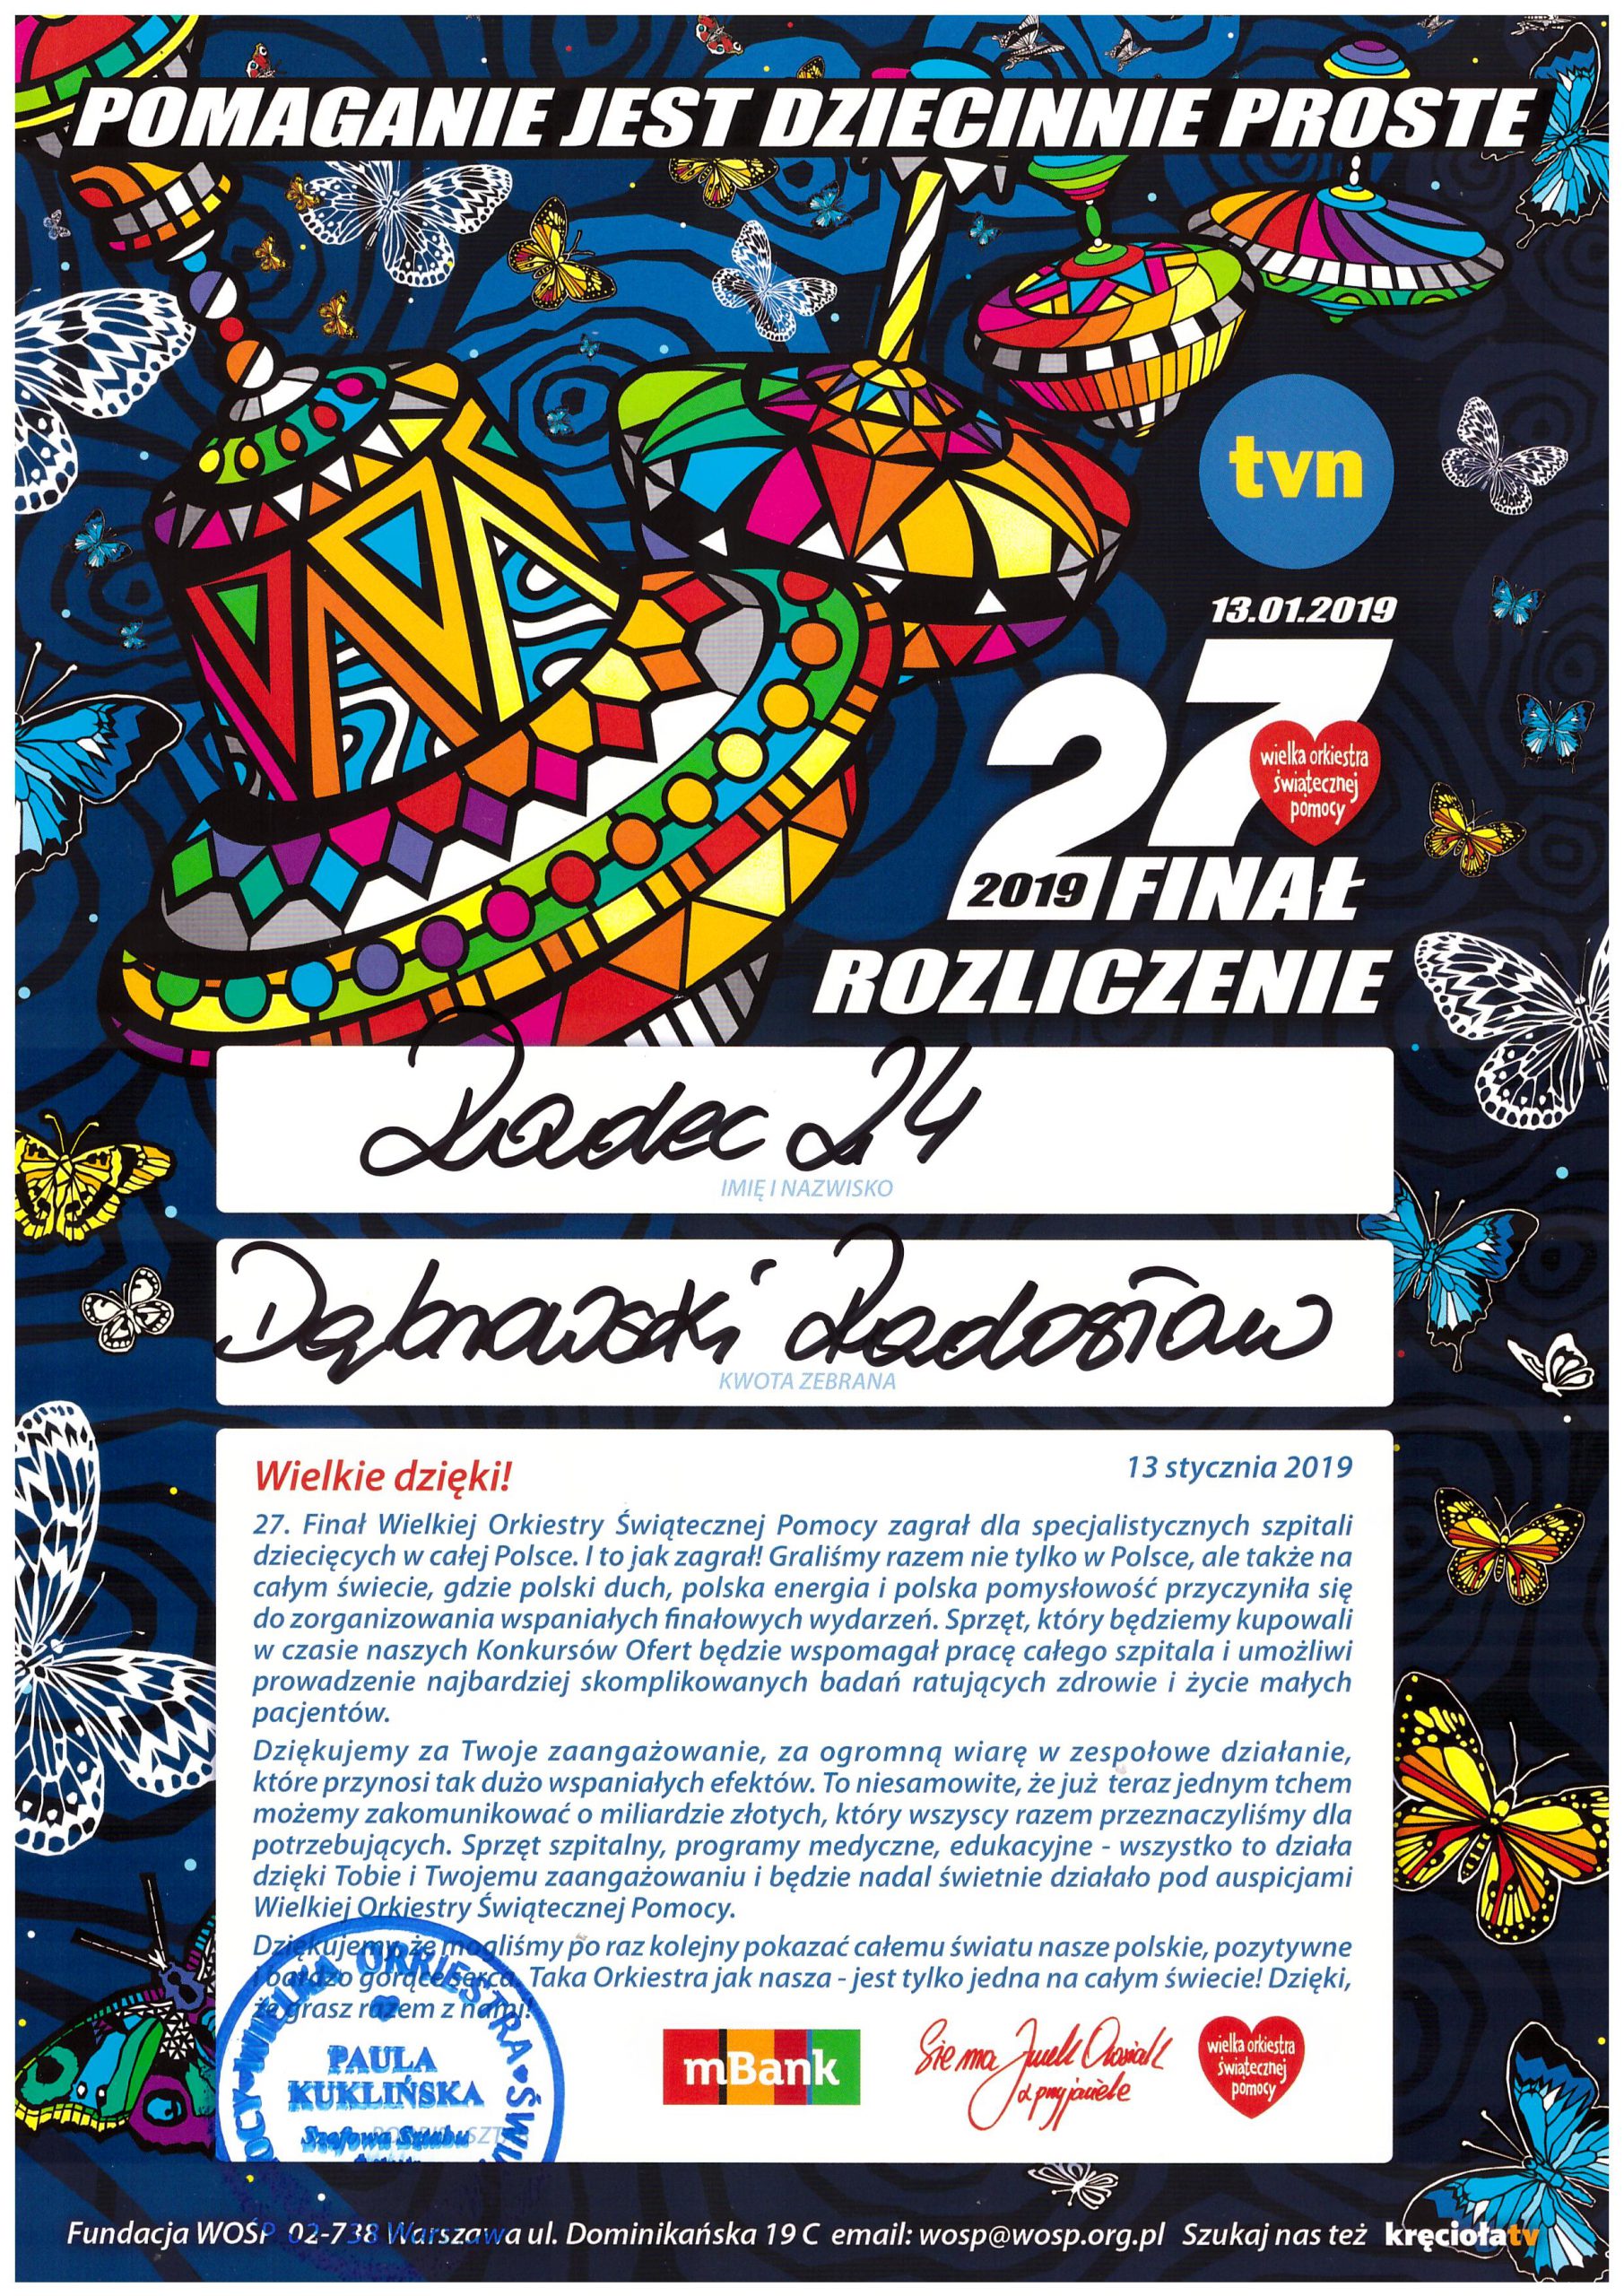 POMAGANIE JEST DZIECINNIE PROSTE
tvn
13.01.2019
27
wielka orkiestra
świątecznej
pomocy
2019 FINAŁ
ROZLICZENIE
Radec 24
IMIĘ I NAZWISKO
Dąbrowski Radosław
KWOTA ZEBRANA
Wielkie dzięki!
13 stycznia 2019
27. Finał Wielkiej Orkiestry Świątecznej Pomocy zagrał dla specjalistycznych szpitali
dziecięcych w całej Polsce. I to jak zagrał! Graliśmy razem nie tylko w Polsce, ale także na
całym świecie, gdzie polski duch, polska energia i polska pomysłowość przyczyniła się
do zorganizowania wspaniałych finałowych wydarzeń. Sprzęt, który będziemy kupowali
w czasie naszych Konkursów Ofert będzie wspomagał pracę całego szpitala i umożliwi
prowadzenie najbardziej skomplikowanych badań ratujących zdrowie i życie małych
pacjentów.
Dziękujemy za Twoje zaangażowanie, za ogromną wiarę w zespołowe działanie,
które przynosi tak dużo wspaniałych efektów. To niesamowite, że już teraz jednym tchem
możemy zakomunikować o miliardzie złotych, który wszyscy razem przeznaczyliśmy dla
potrzebujących. Sprzęt szpitalny, programy medyczne, edukacyjne - wszystko to działa
dzięki Tobie i Twojemu zaangażowaniu i będzie nadal świetnie działało pod auspicjami
Wielkiej Orkiestry Świątecznej Pomocy.
Dziękujemy, że mogliśmy po raz kolejny pokazać całemu światu nasze polskie, pozytywne
i bardzo gorące serca. Taka Orkiestra jak nasza - jest tylko jedna na całym świecie! Dzięki,
że grasz razem z nami!
WIELKA ORKIESTRA
PAULA
KUKLIŃSKA
Szefowa Sztabu
mBank
Sie ma Jurek Owsiak
z przyjaciele
wielka orkiestra
świątecznej
pomocy
Fundacja WOŚP 02-738 Warszawa ul. Dominikańska 19 C email: wosp@wosp.org.pl Szukaj nas też kręciołatv